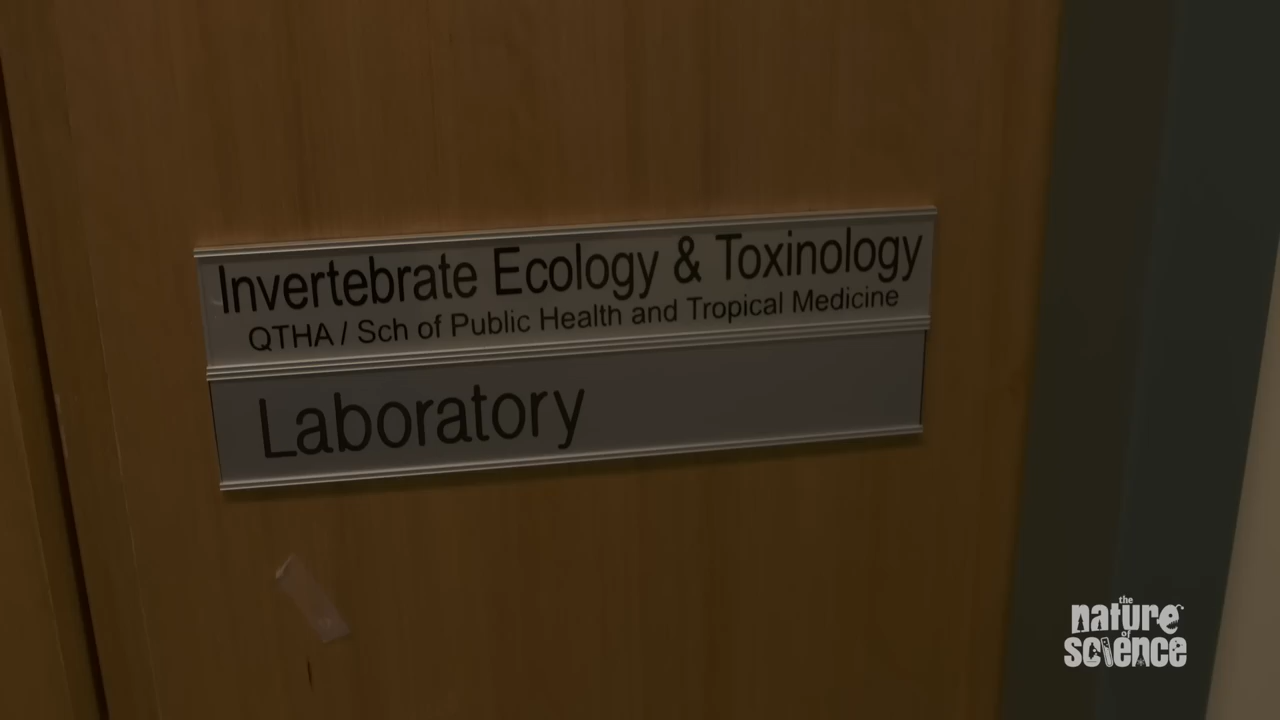 Invertebrate Ecology & Toxinology
QTHA / Sch of Public Health and Tropical Medicine
Laboratory
the
nature
of
science